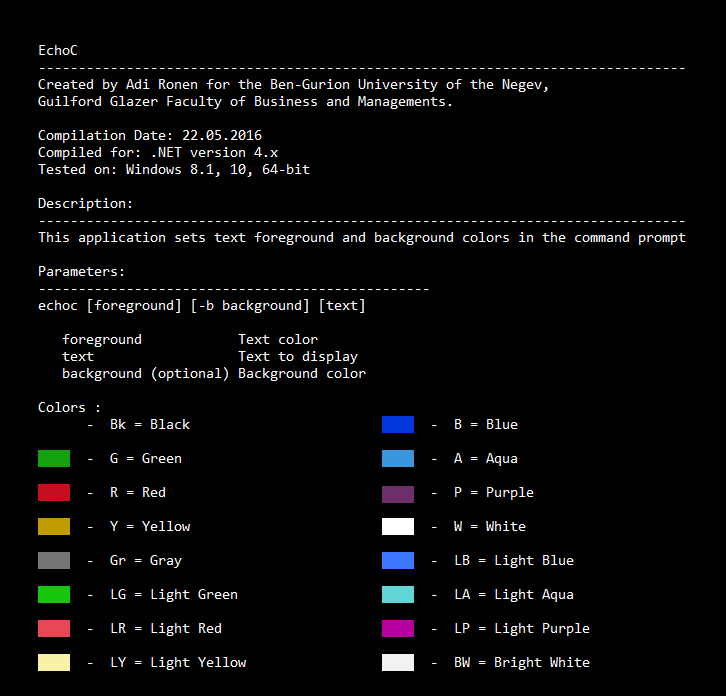 EchoC
---------------------------------------------------------------------------------
Created by Adi Ronen for the Ben-Gurion University of the Negev,
Guilford Glazer Faculty of Business and Managements.
Compilation Date: 22.05.2016
Compiled for: .NET version 4.x
Tested on: Windows 8.1, 10, 64-bit
Description:
---------------------------------------------------------------------------------
This application sets text foreground and background colors in the command prompt
Parameters:
-------------------------------------------------
echoc [foreground] [-b background] [text]
foreground Text color
text Text to display
background (optional) Background color
Colors :
- Bk = Black - B = Blue
- G = Green - A = Aqua
- R = Red - P = Purple
- Y = Yellow - W = White
- Gr = Gray - LB = Light Blue
- LG = Light Green - LA = Light Aqua
- LR = Light Red - LP = Light Purple
- LY = Light Yellow - BW = Bright White